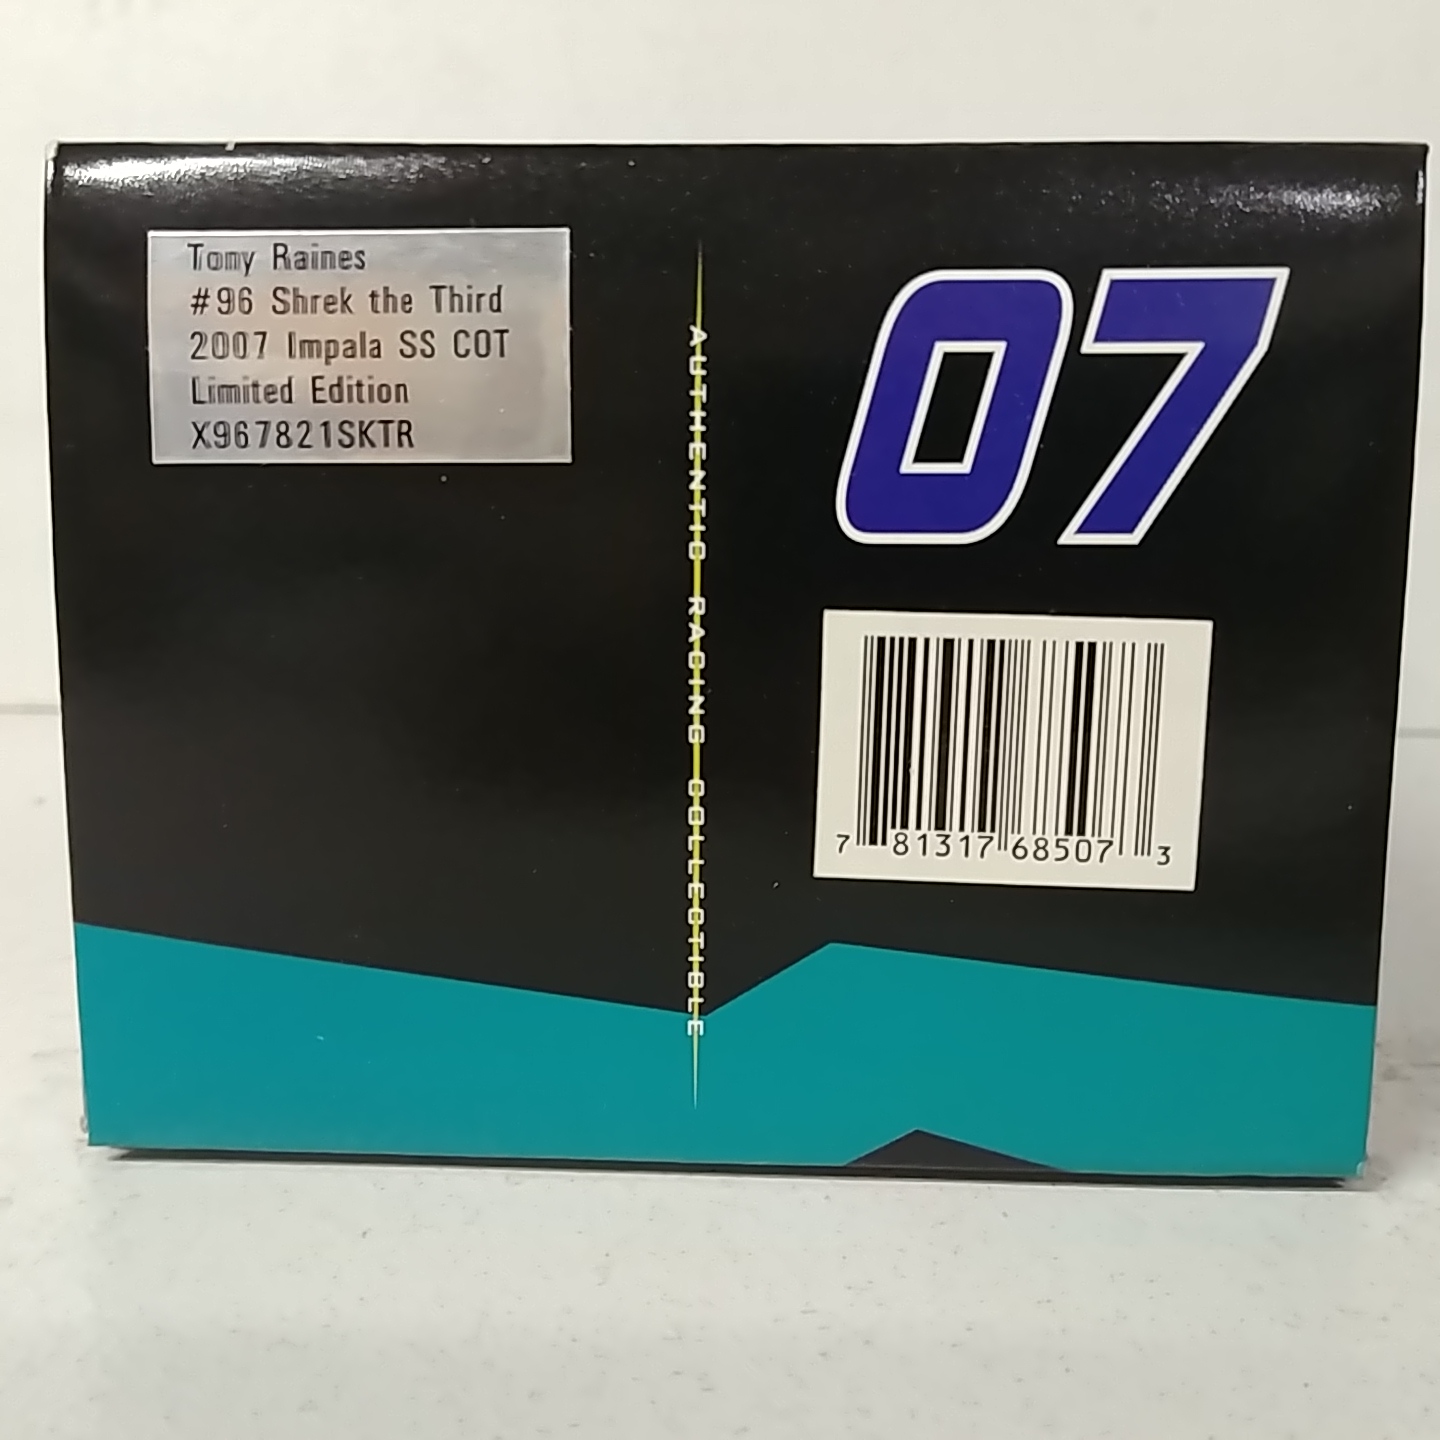 Tony Raines
#96 Shrek the Third
2007 Impala SS COT
Limited Edition
X967821SKTR
AUTHENTIC RACING COLLECTIBLE
07
7 81317 68507 3